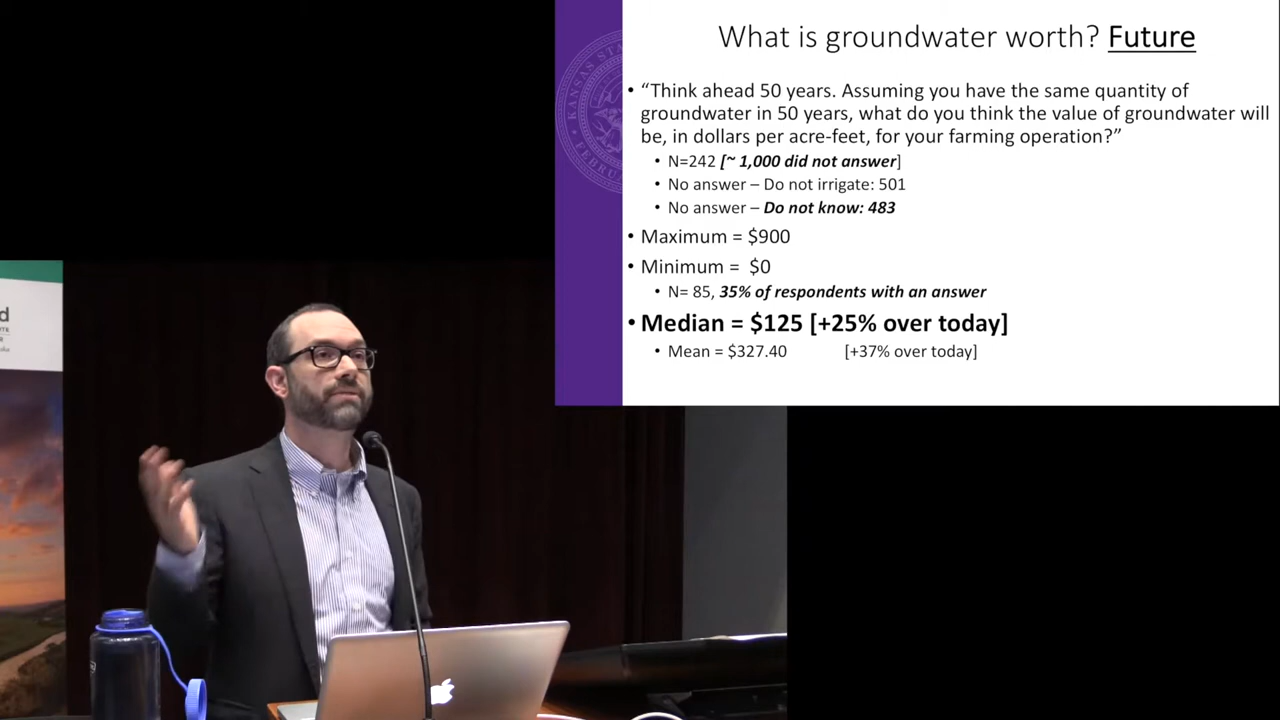 What is groundwater worth? Future
• “Think ahead 50 years. Assuming you have the same quantity of
groundwater in 50 years, what do you think the value of groundwater will
be, in dollars per acre-feet, for your farming operation?”
• N=242 [~ 1,000 did not answer]
• No answer – Do not irrigate: 501
• No answer – Do not know: 483
• Maximum = $900
• Minimum = $0
• N= 85, 35% of respondents with an answer
• Median = $125 [+25% over today]
• Mean = $327.40 [+37% over today]
KANSAS STA
FEBRU
d